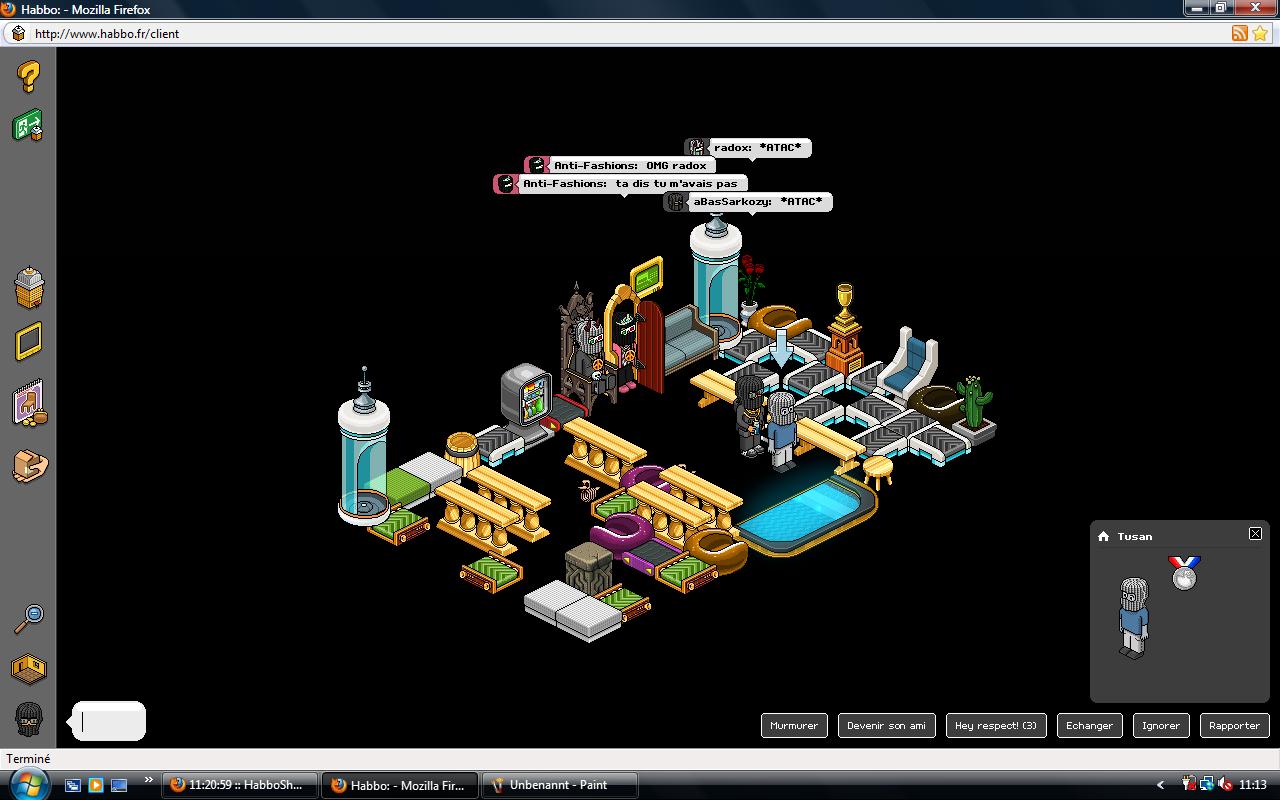 Habbo: - Mozilla Firefox
http://www.habbo.fr/client
radox: *ATAC*
Anti-Fashions: OMG radox
Anti-Fashions: ta dis tu m'avais pas
aBasSarkozy: *ATAC*
Tusan
Murmurer Devenir son ami Hey respect! (3) Echanger Ignorer Rapporter
Terminé
11:20:59 :: HabboSh... Habbo: - Mozilla Fir... Unbenannt - Paint 11:13